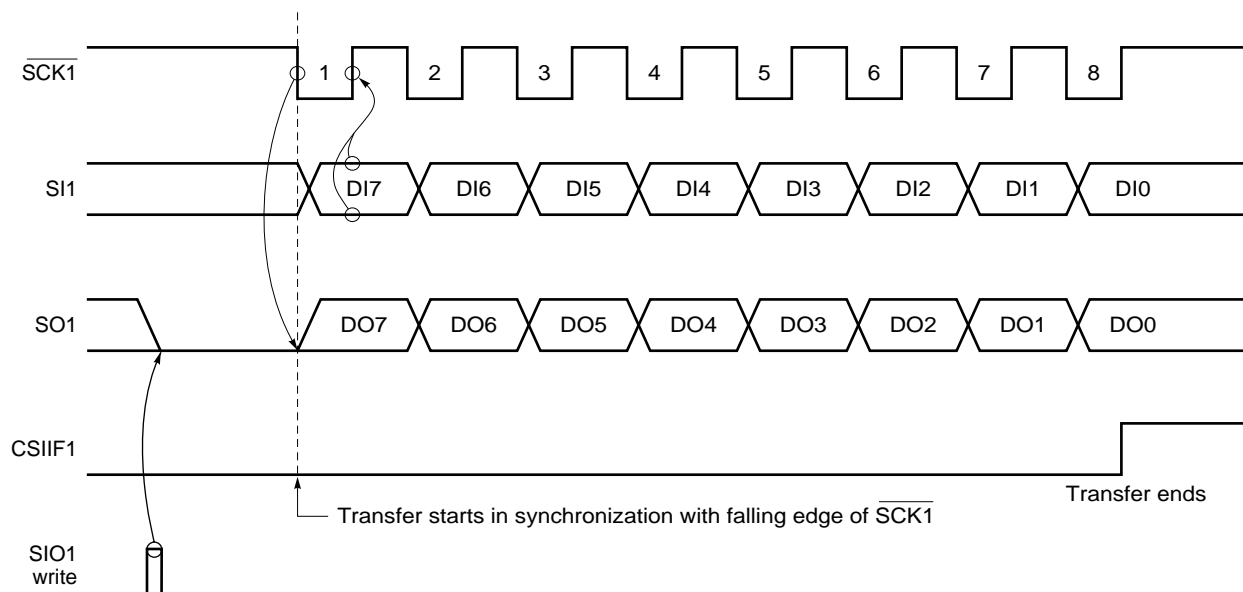 SCK1
1 2 3 4 5 6 7 8
SI1
DI7 DI6 DI5 DI4 DI3 DI2 DI1 DI0
SO1
DO7 DO6 DO5 DO4 DO3 DO2 DO1 DO0
CSIIF1
Transfer ends
Transfer starts in synchronization with falling edge of SCK1
SIO1
write